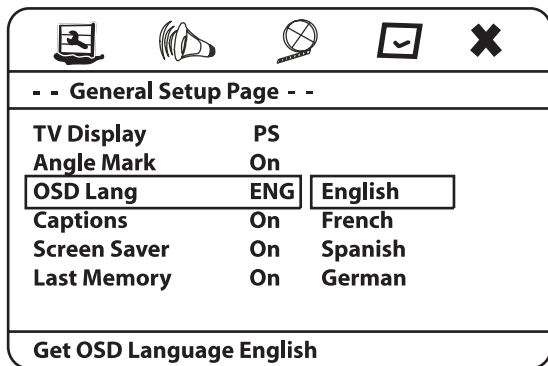 - - General Setup Page - -
TV Display PS
Angle Mark On
OSD Lang ENG English
Captions On French
Screen Saver On Spanish
Last Memory On German
Get OSD Language English